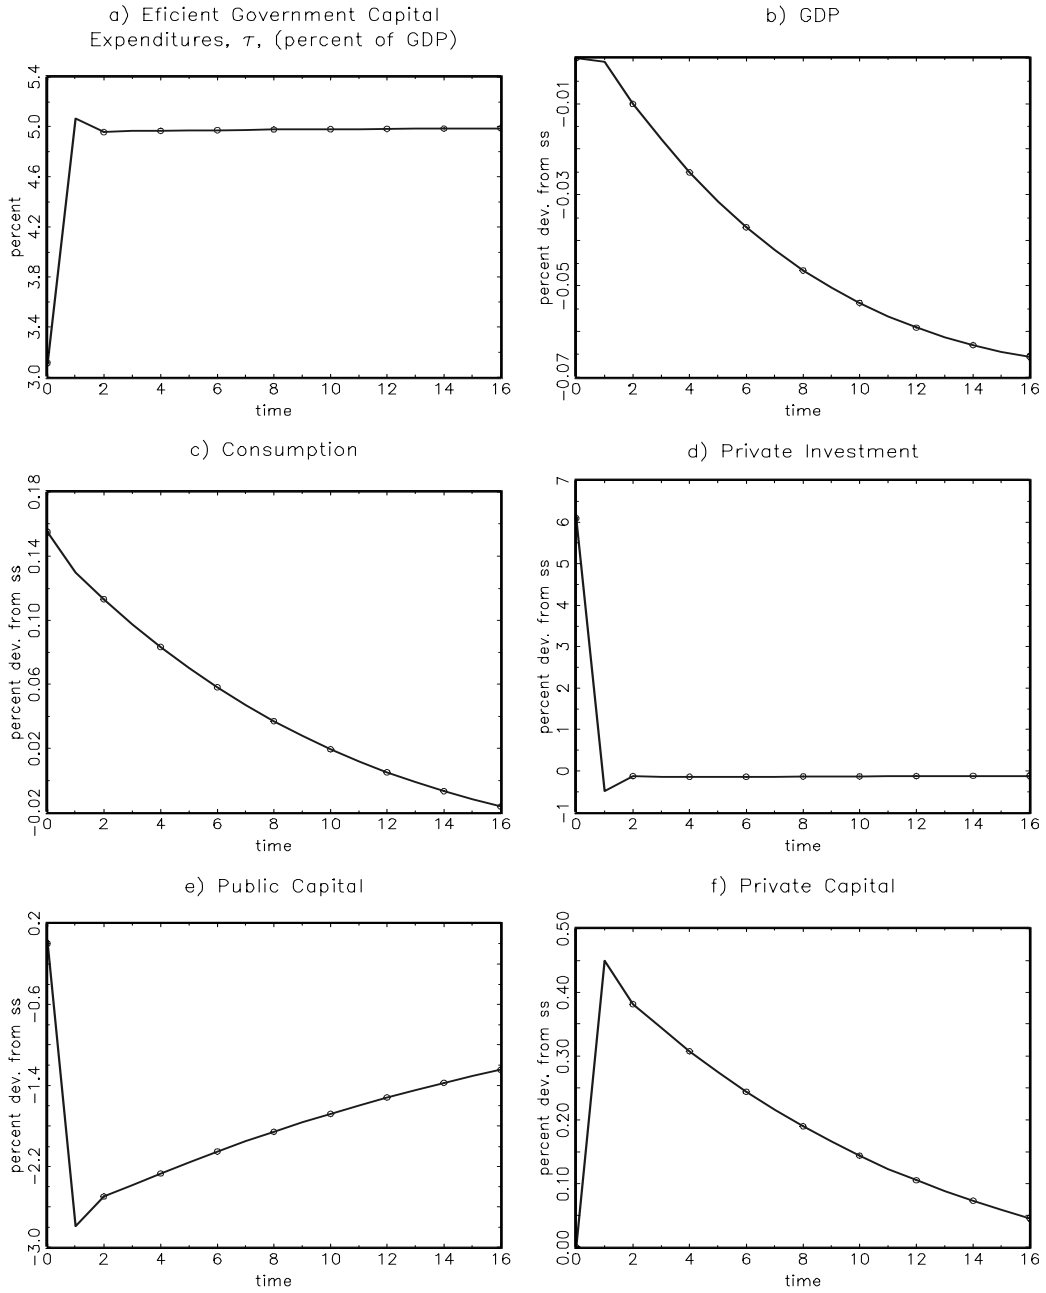 a) Eficient Government Capital
Expenditures, τ, (percent of GDP)
percent
3.0 3.4 3.8 4.2 4.6 5.0 5.4
0 2 4 6 8 10 12 14 16
time
b) GDP
percent dev. from ss
-0.07 -0.05 -0.03 -0.01
0 2 4 6 8 10 12 14 16
time
c) Consumption
percent dev. from ss
-0.02 0.02 0.06 0.10 0.14 0.18
0 2 4 6 8 10 12 14 16
time
d) Private Investment
percent dev. from ss
-1 0 1 2 3 4 5 6 7
0 2 4 6 8 10 12 14 16
time
e) Public Capital
percent dev. from ss
-3.0 -2.2 -1.4 -0.6 0.2
0 2 4 6 8 10 12 14 16
time
f) Private Capital
percent dev. from ss
0.00 0.10 0.20 0.30 0.40 0.50
0 2 4 6 8 10 12 14 16
time